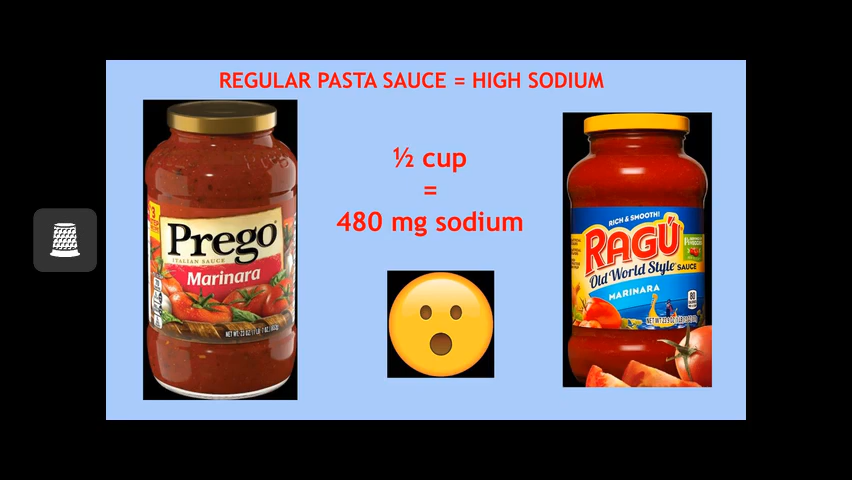 REGULAR PASTA SAUCE = HIGH SODIUM
½ cup
=
480 mg sodium
Prego
ITALIAN SAUCE
Marinara
RICH & SMOOTH!
RAGÚ
Old World Style SAUCE
MARINARA
80